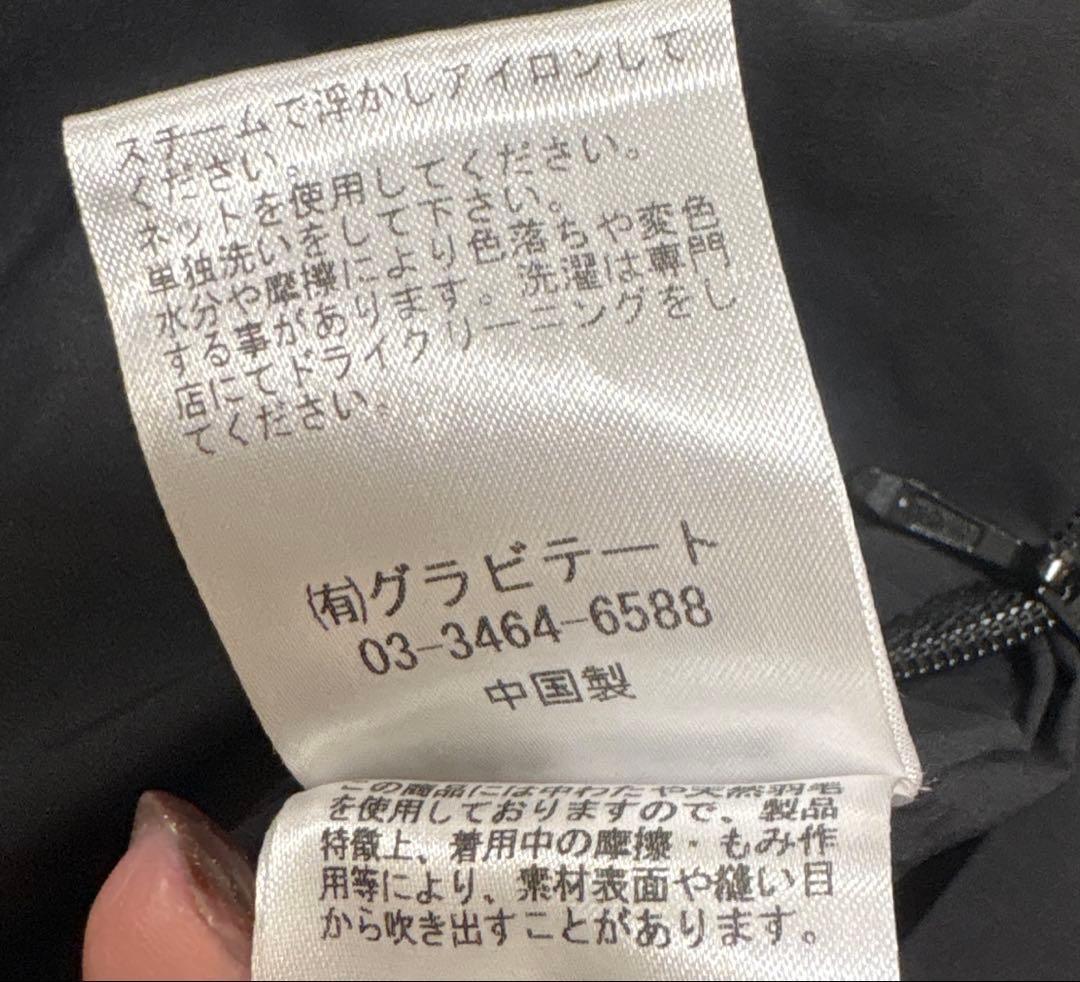 スチームで浮かしアイロンして
ください。
ネットを使用してください。
単独洗いをして下さい。
水分や摩擦により色落ちや変色
する事があります。洗濯は専門
店にてドライクリーニングをし
てください。
㈲グラビテート
03-3464-6588
中国製
この商品には中わたや天然羽毛
を使用しておりますので、製品
特徴上、着用中の摩擦・もみ作
用等により、素材表面や縫い目
から吹き出すことがあります。